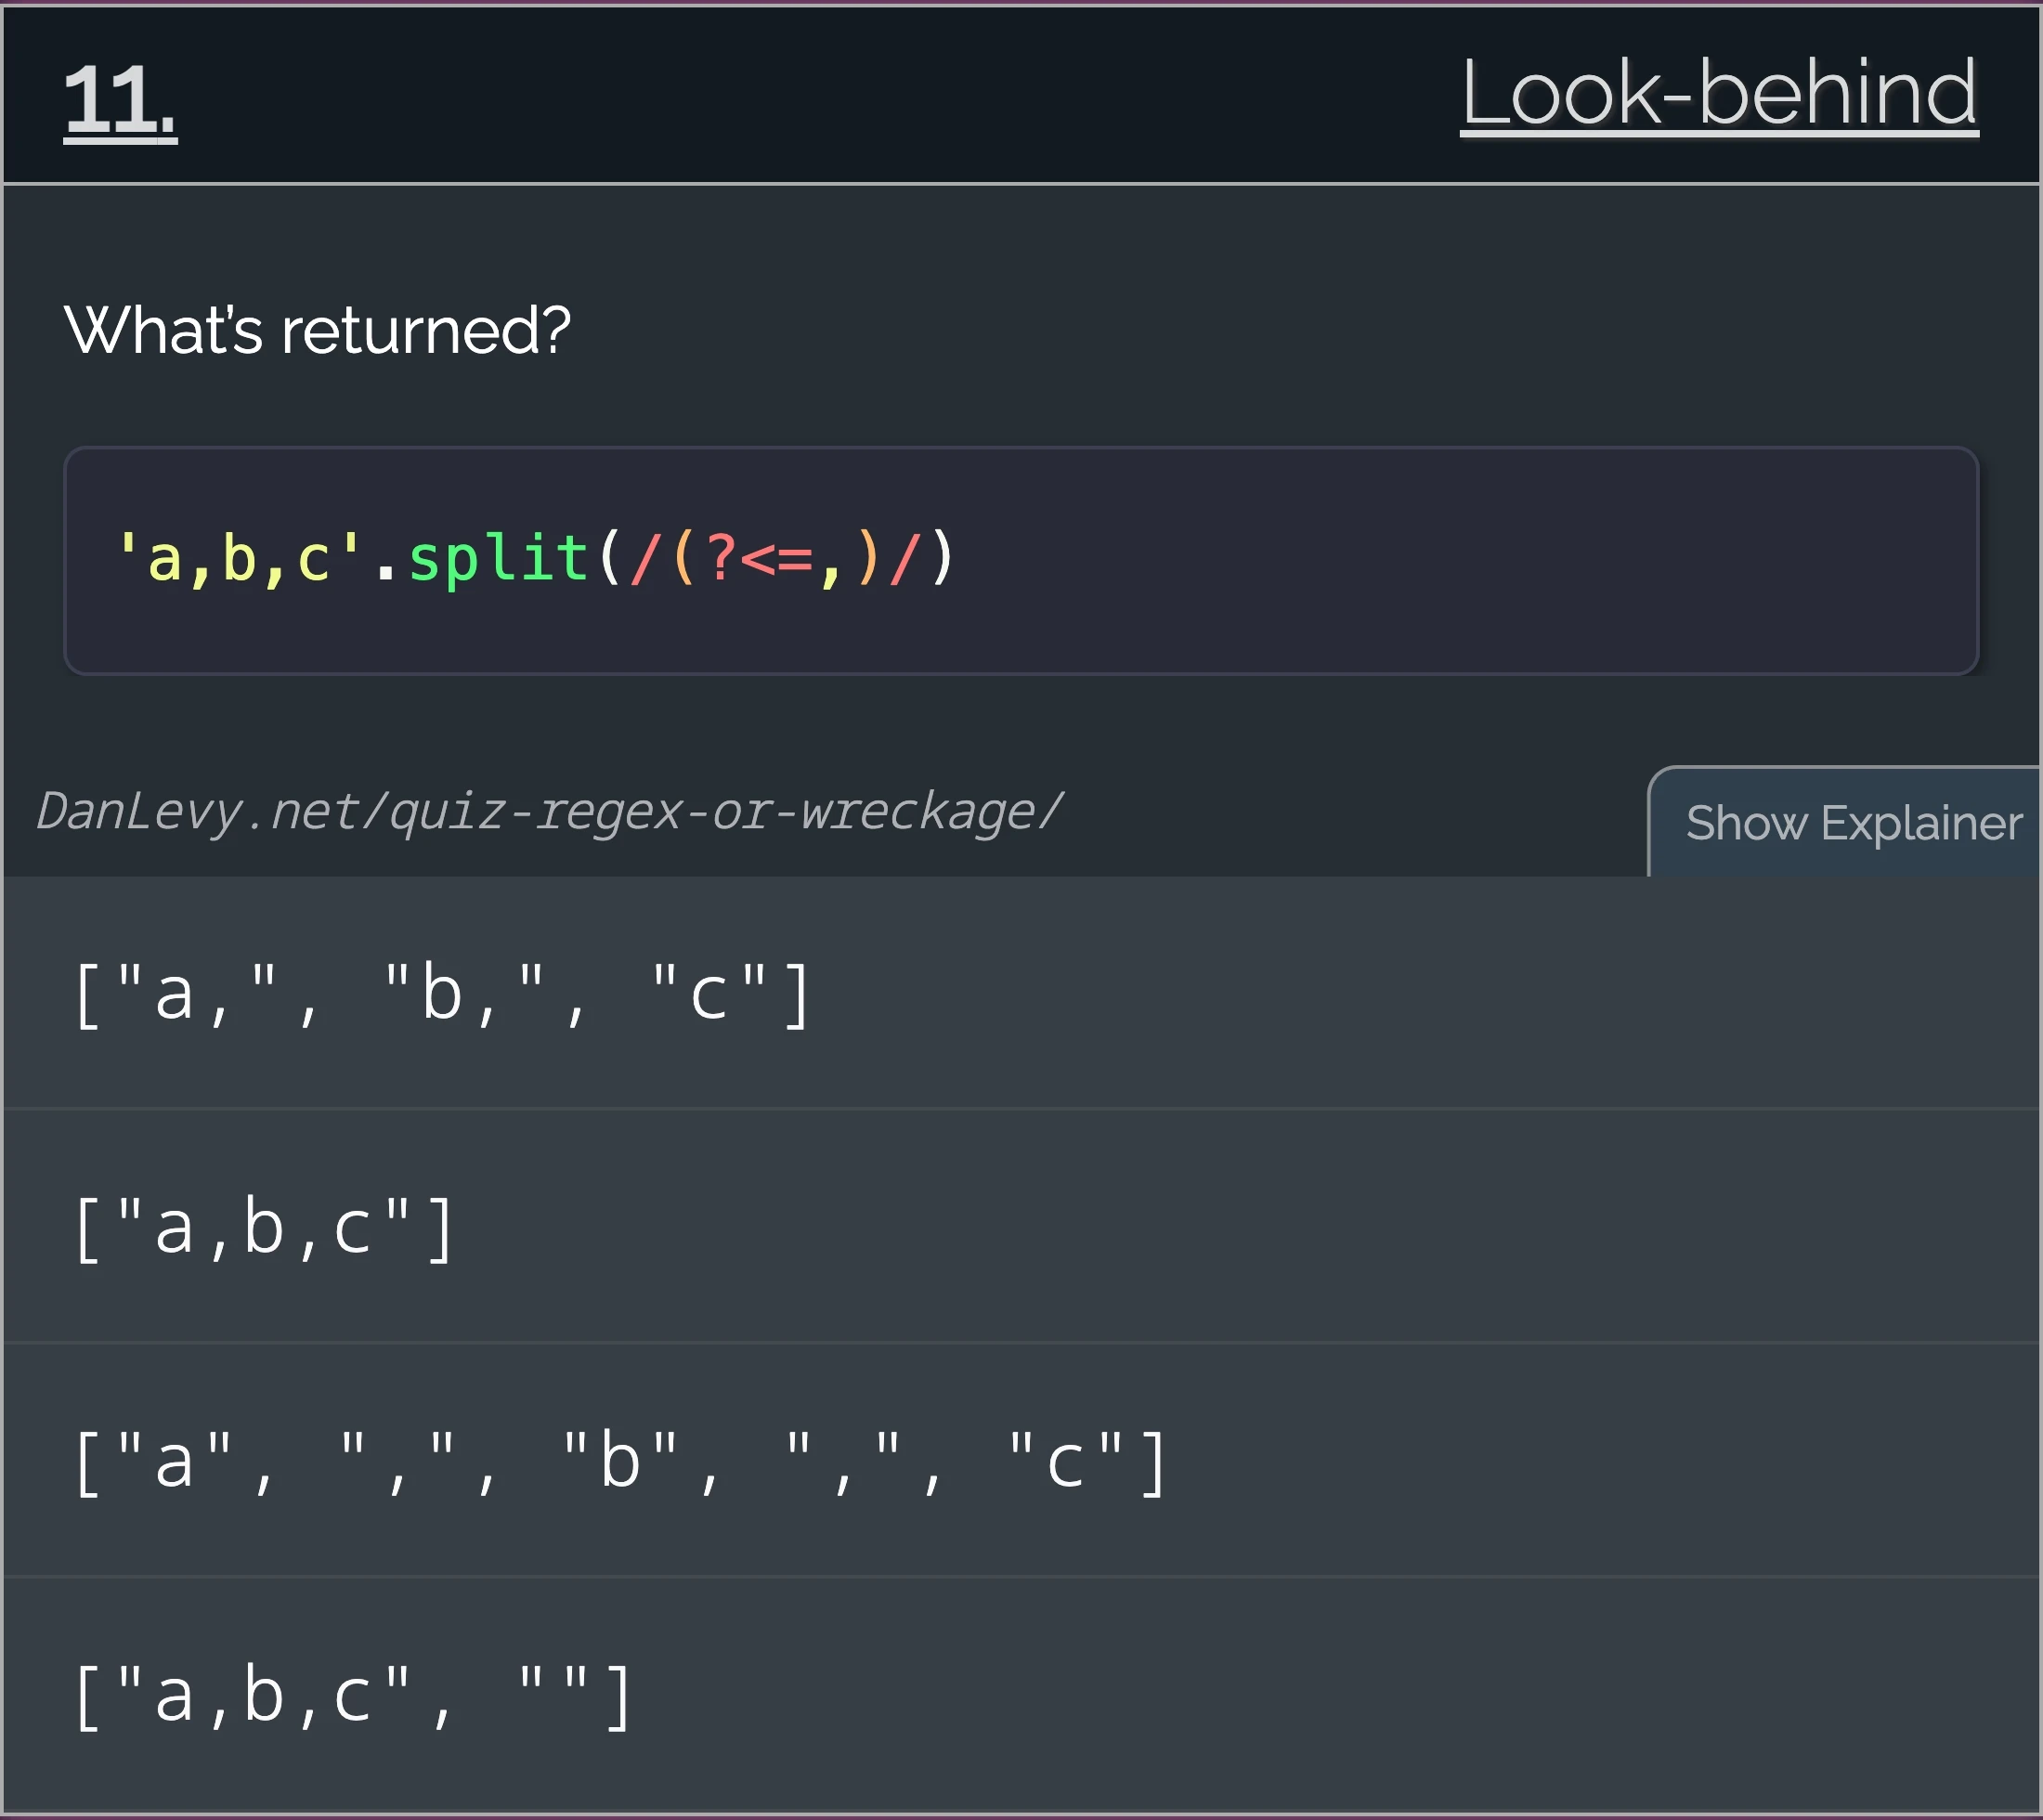 11.
Look-behind
What's returned?
'a,b,c'.split(/(?<=,)/)
DanLevy.net/quiz-regex-or-wreckage/
Show Explainer
["a,", "b,", "c"]
["a,b,c"]
["a", ",", "b", ",", "c"]
["a,b,c", ""]